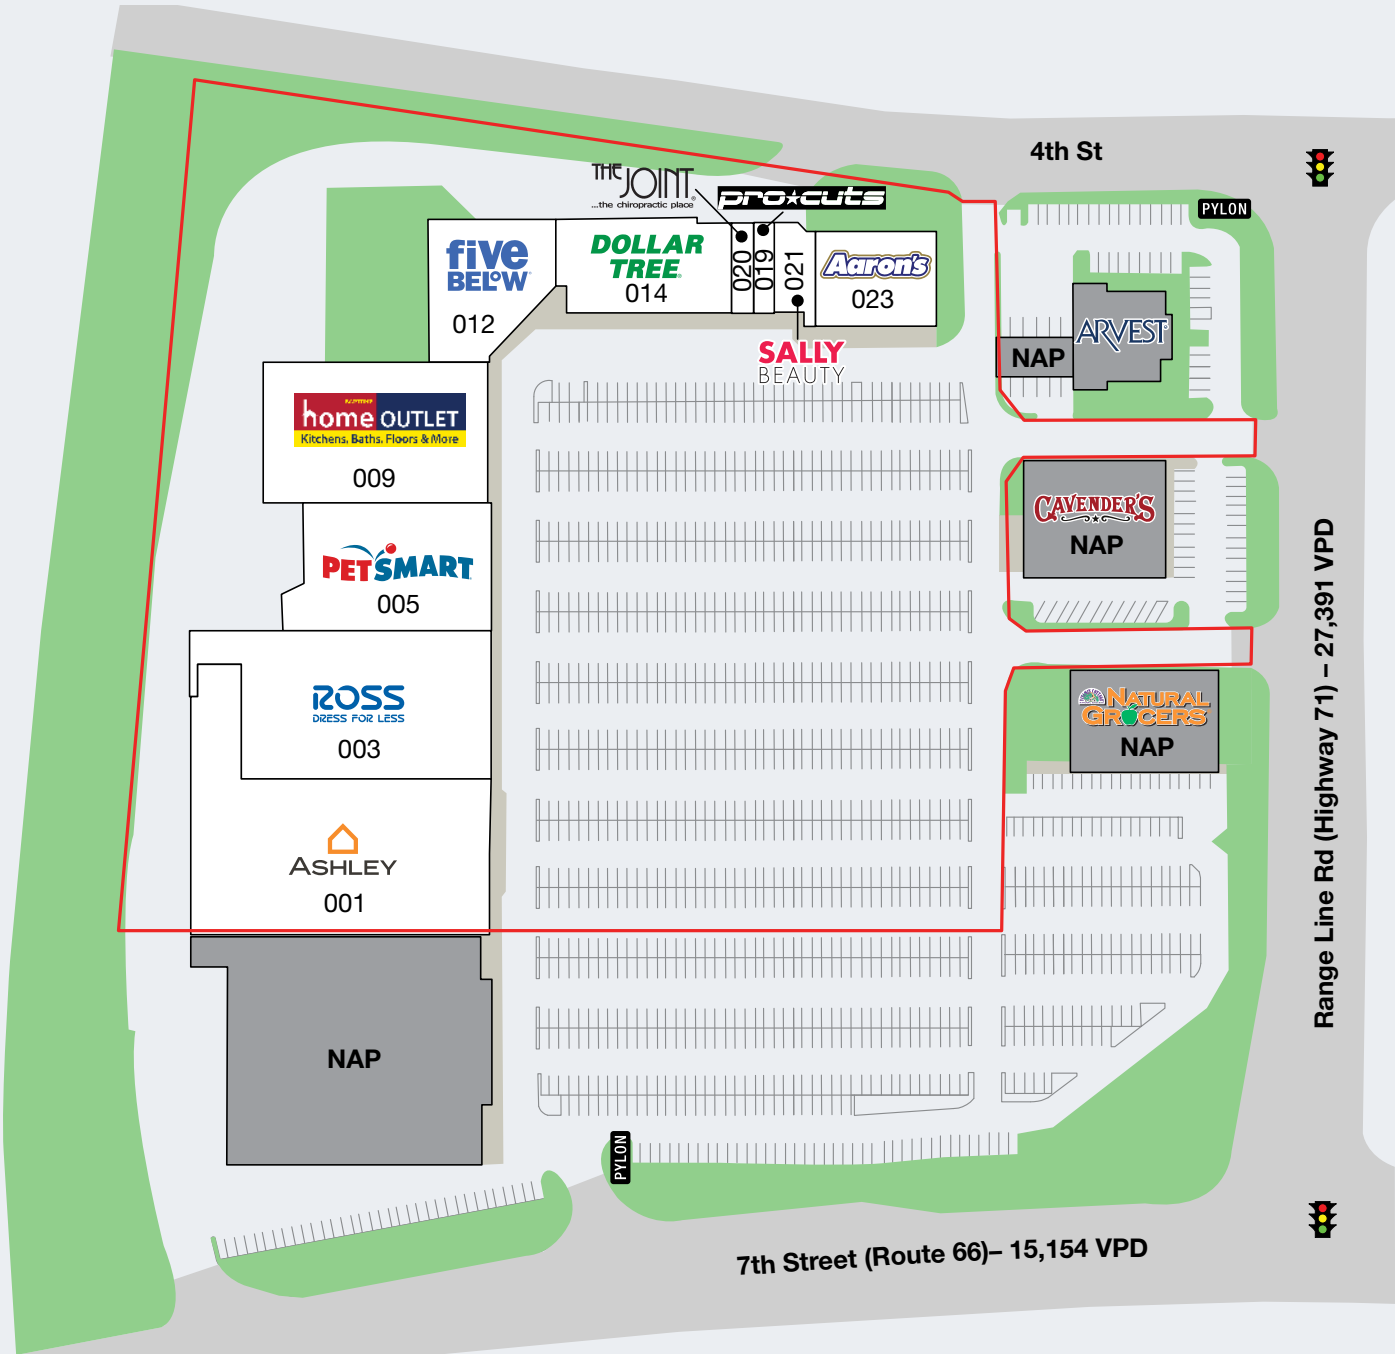 4th St
PYLON
THE
JOINT
...the chiropractic place
pro★cuts
five
BELOW
012
DOLLAR
TREE
014
020
019
021
Aaron's
023
SALLY
BEAUTY
ARVEST
NAP
home OUTLET
Kitchens, Baths, Floors & More
009
CAVENDER'S
NAP
PETSMART
005
ROSS
DRESS FOR LESS
003
NATURAL
GROCERS
NAP
ASHLEY
001
NAP
Range Line Rd (Highway 71) – 27,391 VPD
PYLON
7th Street (Route 66)– 15,154 VPD